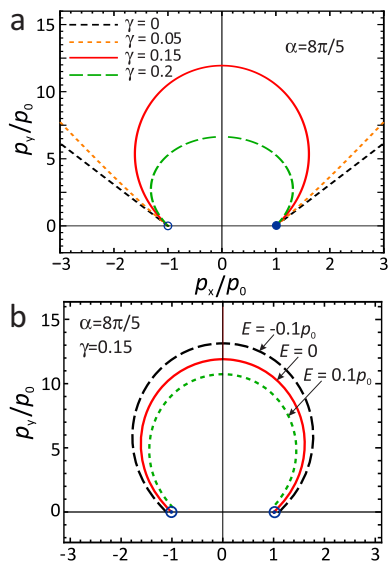 a
γ = 0
γ = 0.05
γ = 0.15
γ = 0.2
α=8π/5
15
10
5
0
p_y/p_0
-3 -2 -1 0 1 2 3
p_x/p_0
b
α=8π/5
γ=0.15
E = -0.1p_0
E = 0
E = 0.1p_0
15
10
5
0
p_y/p_0
-3 -2 -1 0 1 2 3